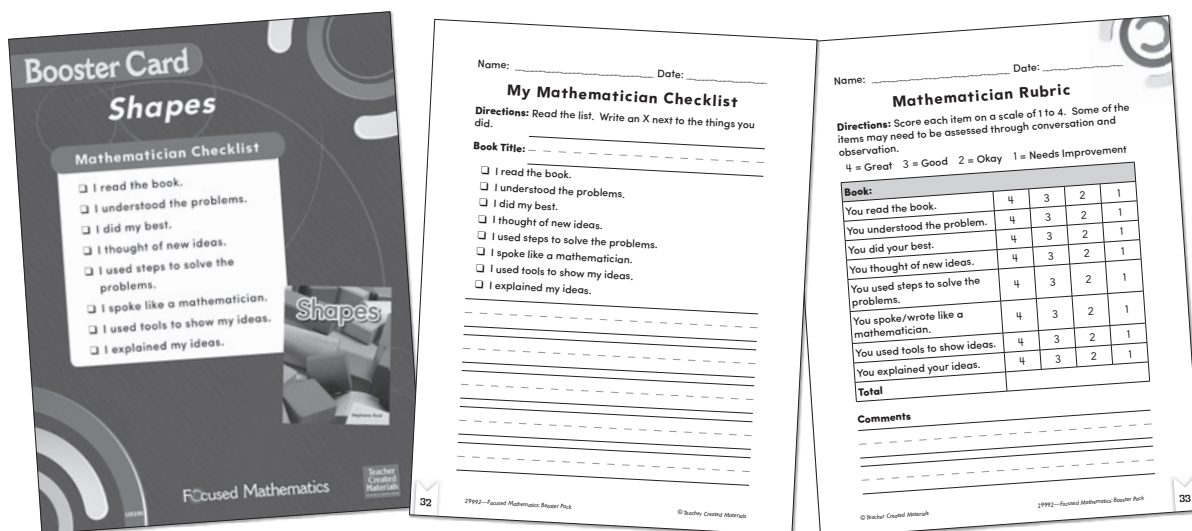 Booster Card
Shapes
Mathematician Checklist
❑ I read the book.
❑ I understood the problems.
❑ I did my best.
❑ I thought of new ideas.
❑ I used steps to solve the
problems.
❑ I spoke like a mathematician.
❑ I used tools to show my ideas.
❑ I explained my ideas.
Shapes
Focused Mathematics
Teacher
Created
Materials
Name: Date:
My Mathematician Checklist
Directions: Read the list. Write an X next to the things you
did.
Book Title:
❑ I read the book.
❑ I understood the problems.
❑ I did my best.
❑ I thought of new ideas.
❑ I used steps to solve the problems.
❑ I spoke like a mathematician.
❑ I used tools to show my ideas.
❑ I explained my ideas.
32
29992—Focused Mathematics Booster Pack
© Teacher Created Materials
Name: Date:
Mathematician Rubric
Directions: Score each item on a scale of 1 to 4. Some of the
items may need to be assessed through conversation and
observation.
4 = Great 3 = Good 2 = Okay 1 = Needs Improvement
Book:
You read the book. 4 3 2 1
You understood the problem. 4 3 2 1
You did your best. 4 3 2 1
You thought of new ideas. 4 3 2 1
You used steps to solve the
problems. 4 3 2 1
You spoke/wrote like a
mathematician. 4 3 2 1
You used tools to show ideas. 4 3 2 1
You explained your ideas. 4 3 2 1
Total
Comments
© Teacher Created Materials
29992—Focused Mathematics Booster Pack
33